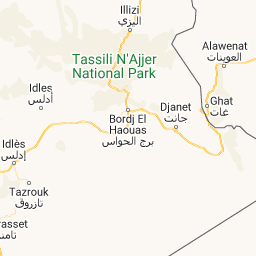 Illizi
اليزي
Tassili N'Ajjer
National Park
Alawenat
العوينات
Idles
أدلس
Djanet
جانت
Ghat
غات
Bordj El
Haouas
برج الحواس
Idlès
إدلس
Tazrouk
تازروق
rasset